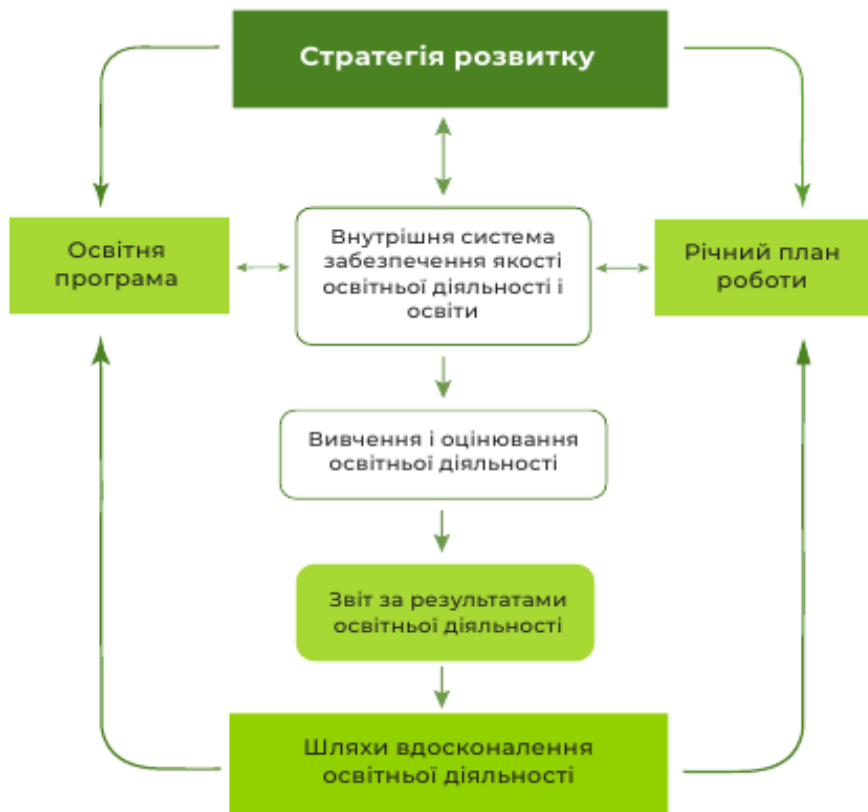 Стратегія розвитку
Освітня
програма
Внутрішня система
забезпечення якості
освітньої діяльності і
освіти
Річний план
роботи
Вивчення і оцінювання
освітньої діяльності
Звіт за результатами
освітньої діяльності
Шляхи вдосконалення
освітньої діяльності